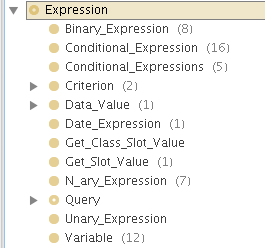 Expression
Binary_Expression (8)
Conditional_Expression (16)
Conditional_Expressions (5)
Criterion (2)
Data_Value (1)
Date_Expression (1)
Get_Class_Slot_Value
Get_Slot_Value (1)
N_ary_Expression (7)
Query
Unary_Expression
Variable (12)